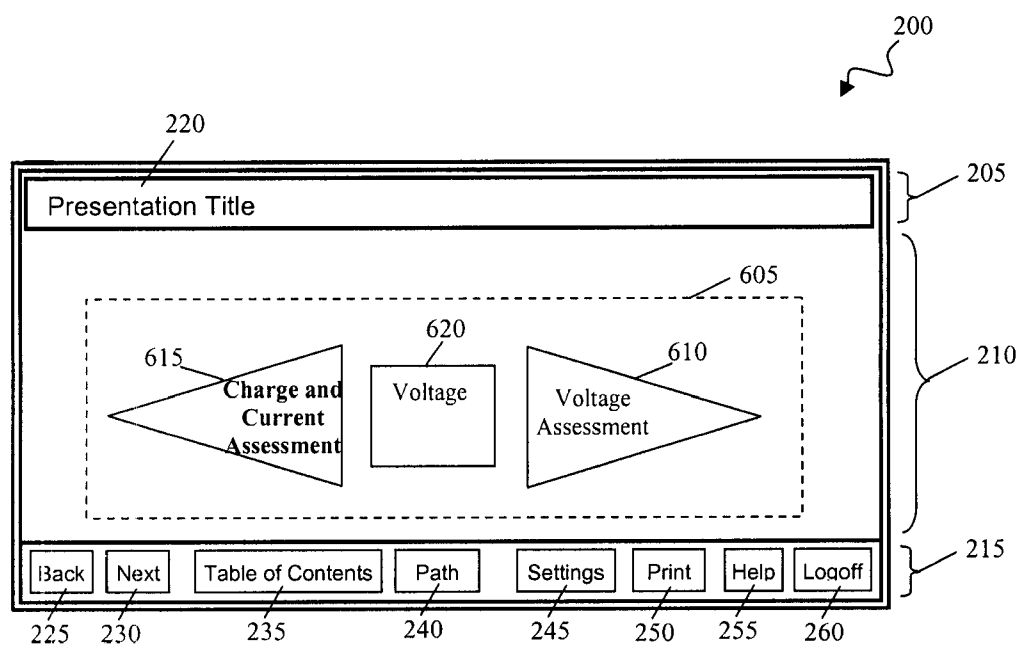 200
220
205
Presentation Title
605
620
615
610
210
Charge and
Current
Assessment
Voltage
Voltage
Assessment
215
Back Next Table of Contents Path Settings Print Help Logoff
225 230 235 240 245 250 255 260